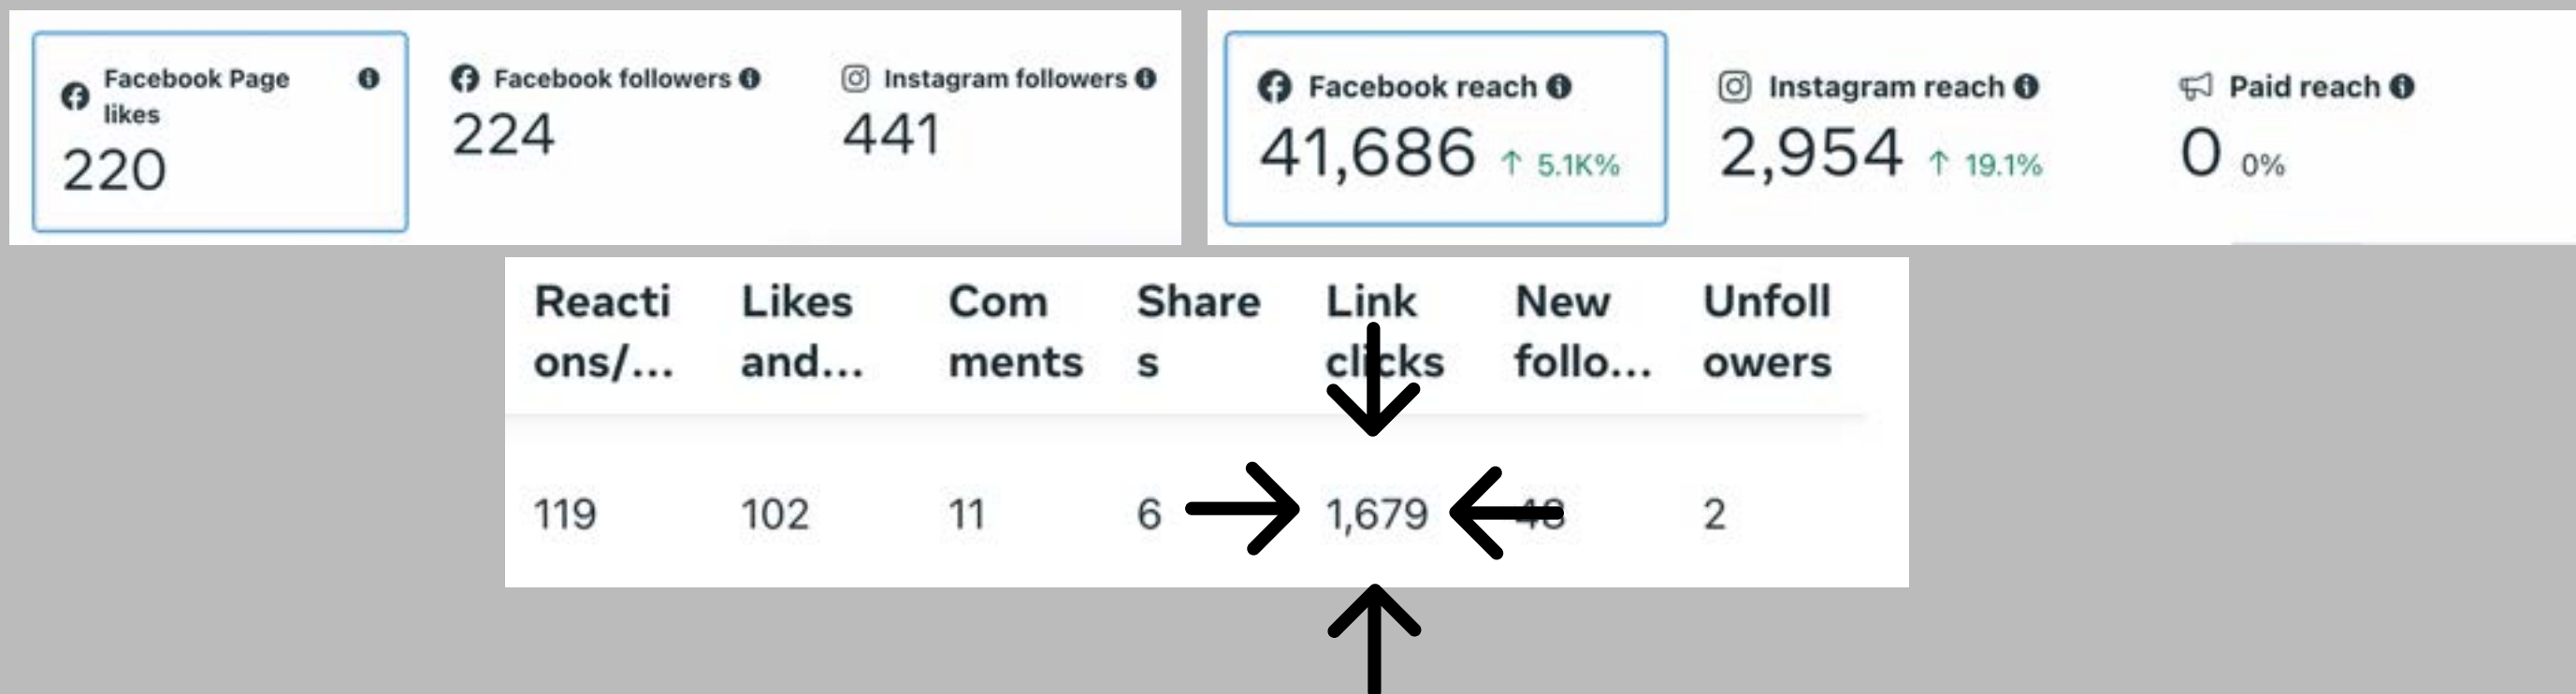 Facebook Page
likes
220
Facebook followers
224
Instagram followers
441
Facebook reach
41,686 ↑ 5.1K%
Instagram reach
2,954 ↑ 19.1%
Paid reach
0 0%
Reacti
ons/...
Likes
and...
Com
ments
Share
s
Link
clicks
New
follo...
Unfoll
owers
119 102 11 6 1,679 48 2